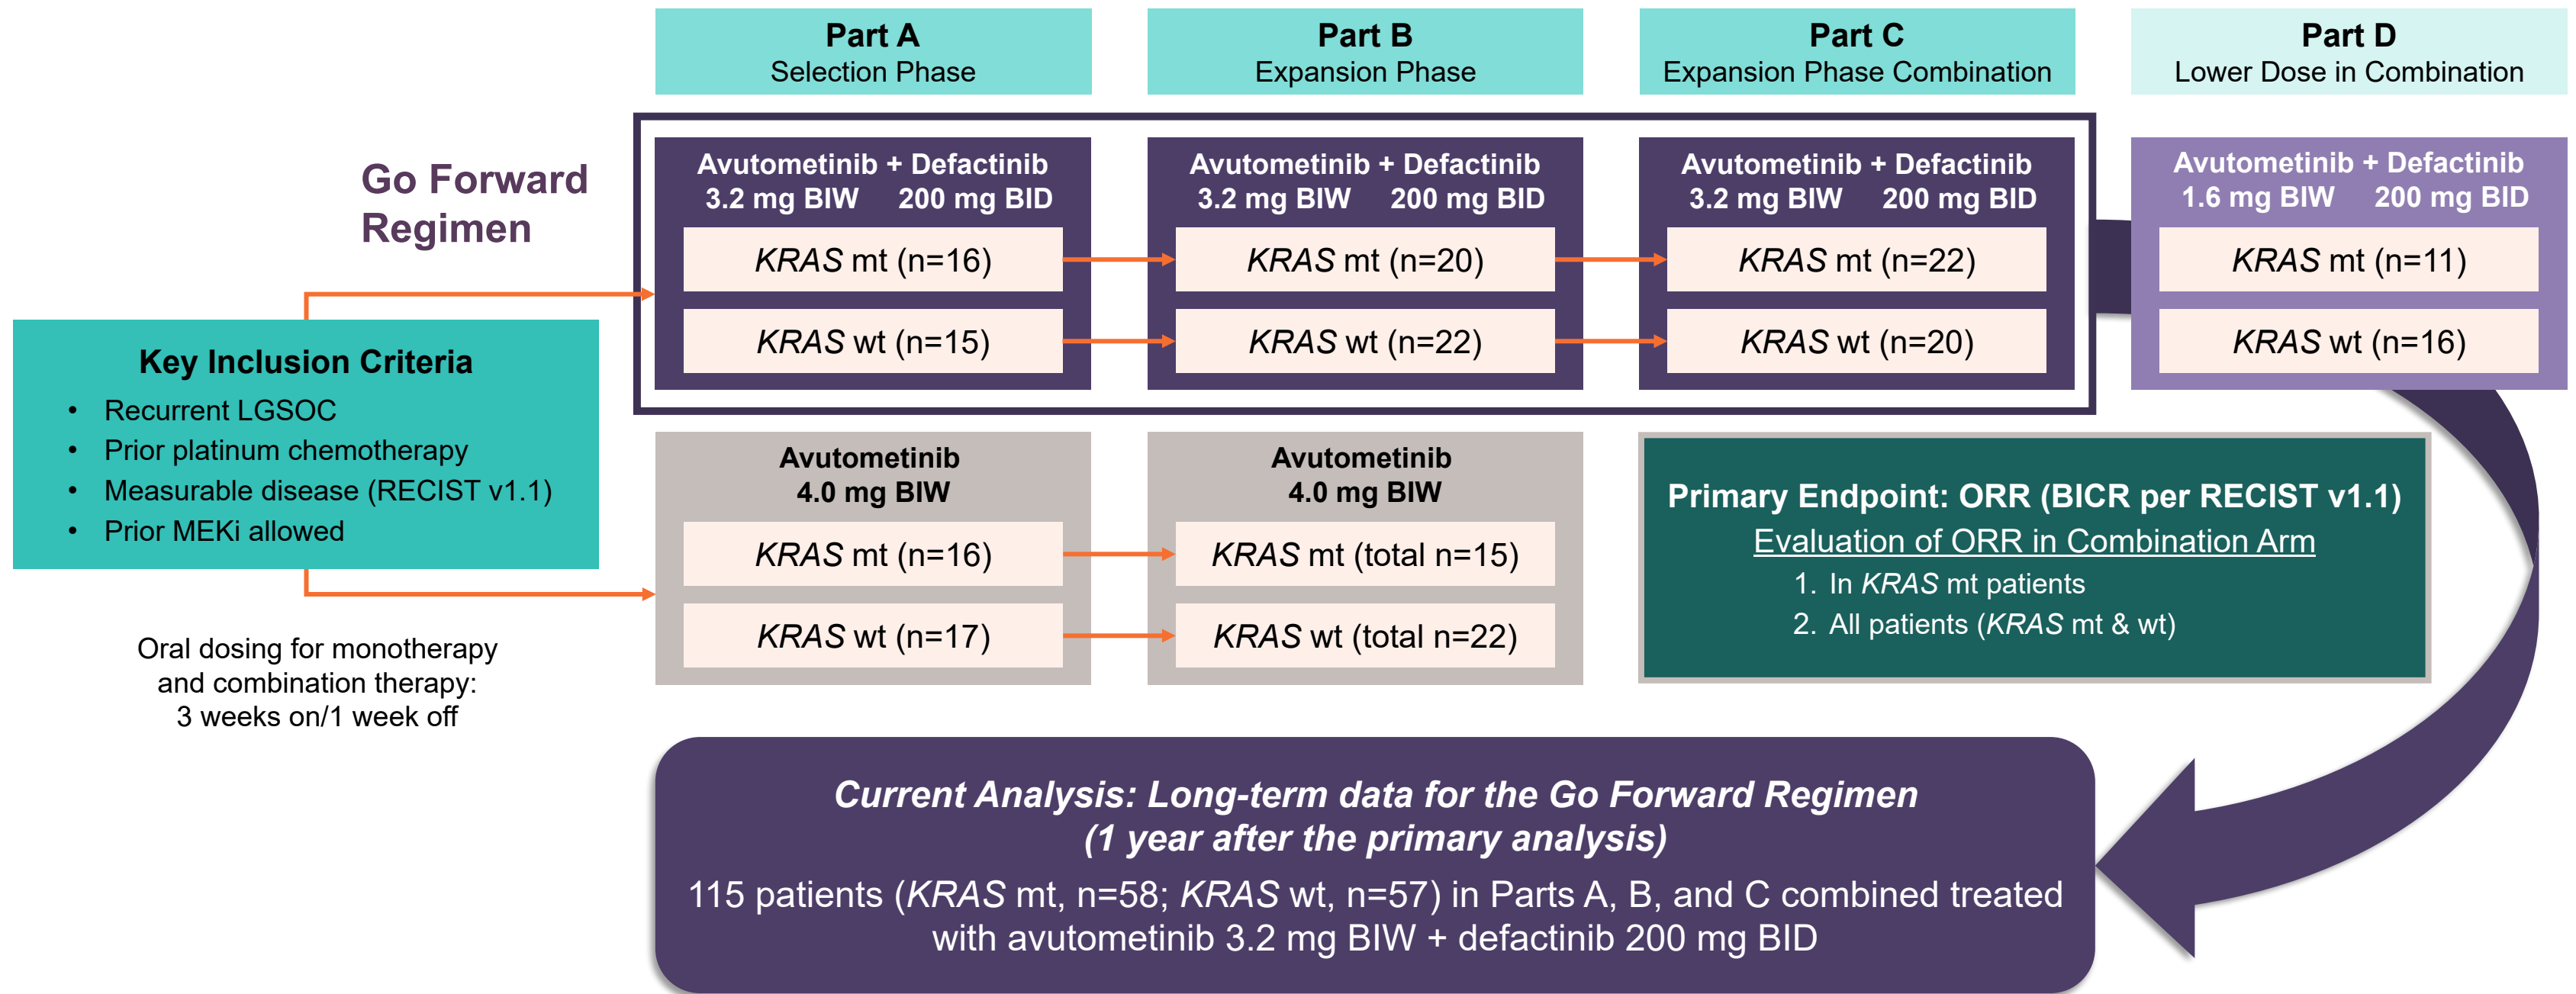 Part A
Selection Phase
Part B
Expansion Phase
Part C
Expansion Phase Combination
Part D
Lower Dose in Combination
Go Forward
Regimen
Avutometinib + Defactinib
3.2 mg BIW 200 mg BID
KRAS mt (n=16)
KRAS wt (n=15)
Avutometinib + Defactinib
3.2 mg BIW 200 mg BID
KRAS mt (n=20)
KRAS wt (n=22)
Avutometinib + Defactinib
3.2 mg BIW 200 mg BID
KRAS mt (n=22)
KRAS wt (n=20)
Avutometinib + Defactinib
1.6 mg BIW 200 mg BID
KRAS mt (n=11)
KRAS wt (n=16)
Key Inclusion Criteria
• Recurrent LGSOC
• Prior platinum chemotherapy
• Measurable disease (RECIST v1.1)
• Prior MEKi allowed
Oral dosing for monotherapy
and combination therapy:
3 weeks on/1 week off
Avutometinib
4.0 mg BIW
KRAS mt (n=16)
KRAS wt (n=17)
Avutometinib
4.0 mg BIW
KRAS mt (total n=15)
KRAS wt (total n=22)
Primary Endpoint: ORR (BICR per RECIST v1.1)
Evaluation of ORR in Combination Arm
1. In KRAS mt patients
2. All patients (KRAS mt & wt)
Current Analysis: Long-term data for the Go Forward Regimen
(1 year after the primary analysis)
115 patients (KRAS mt, n=58; KRAS wt, n=57) in Parts A, B, and C combined treated
with avutometinib 3.2 mg BIW + defactinib 200 mg BID